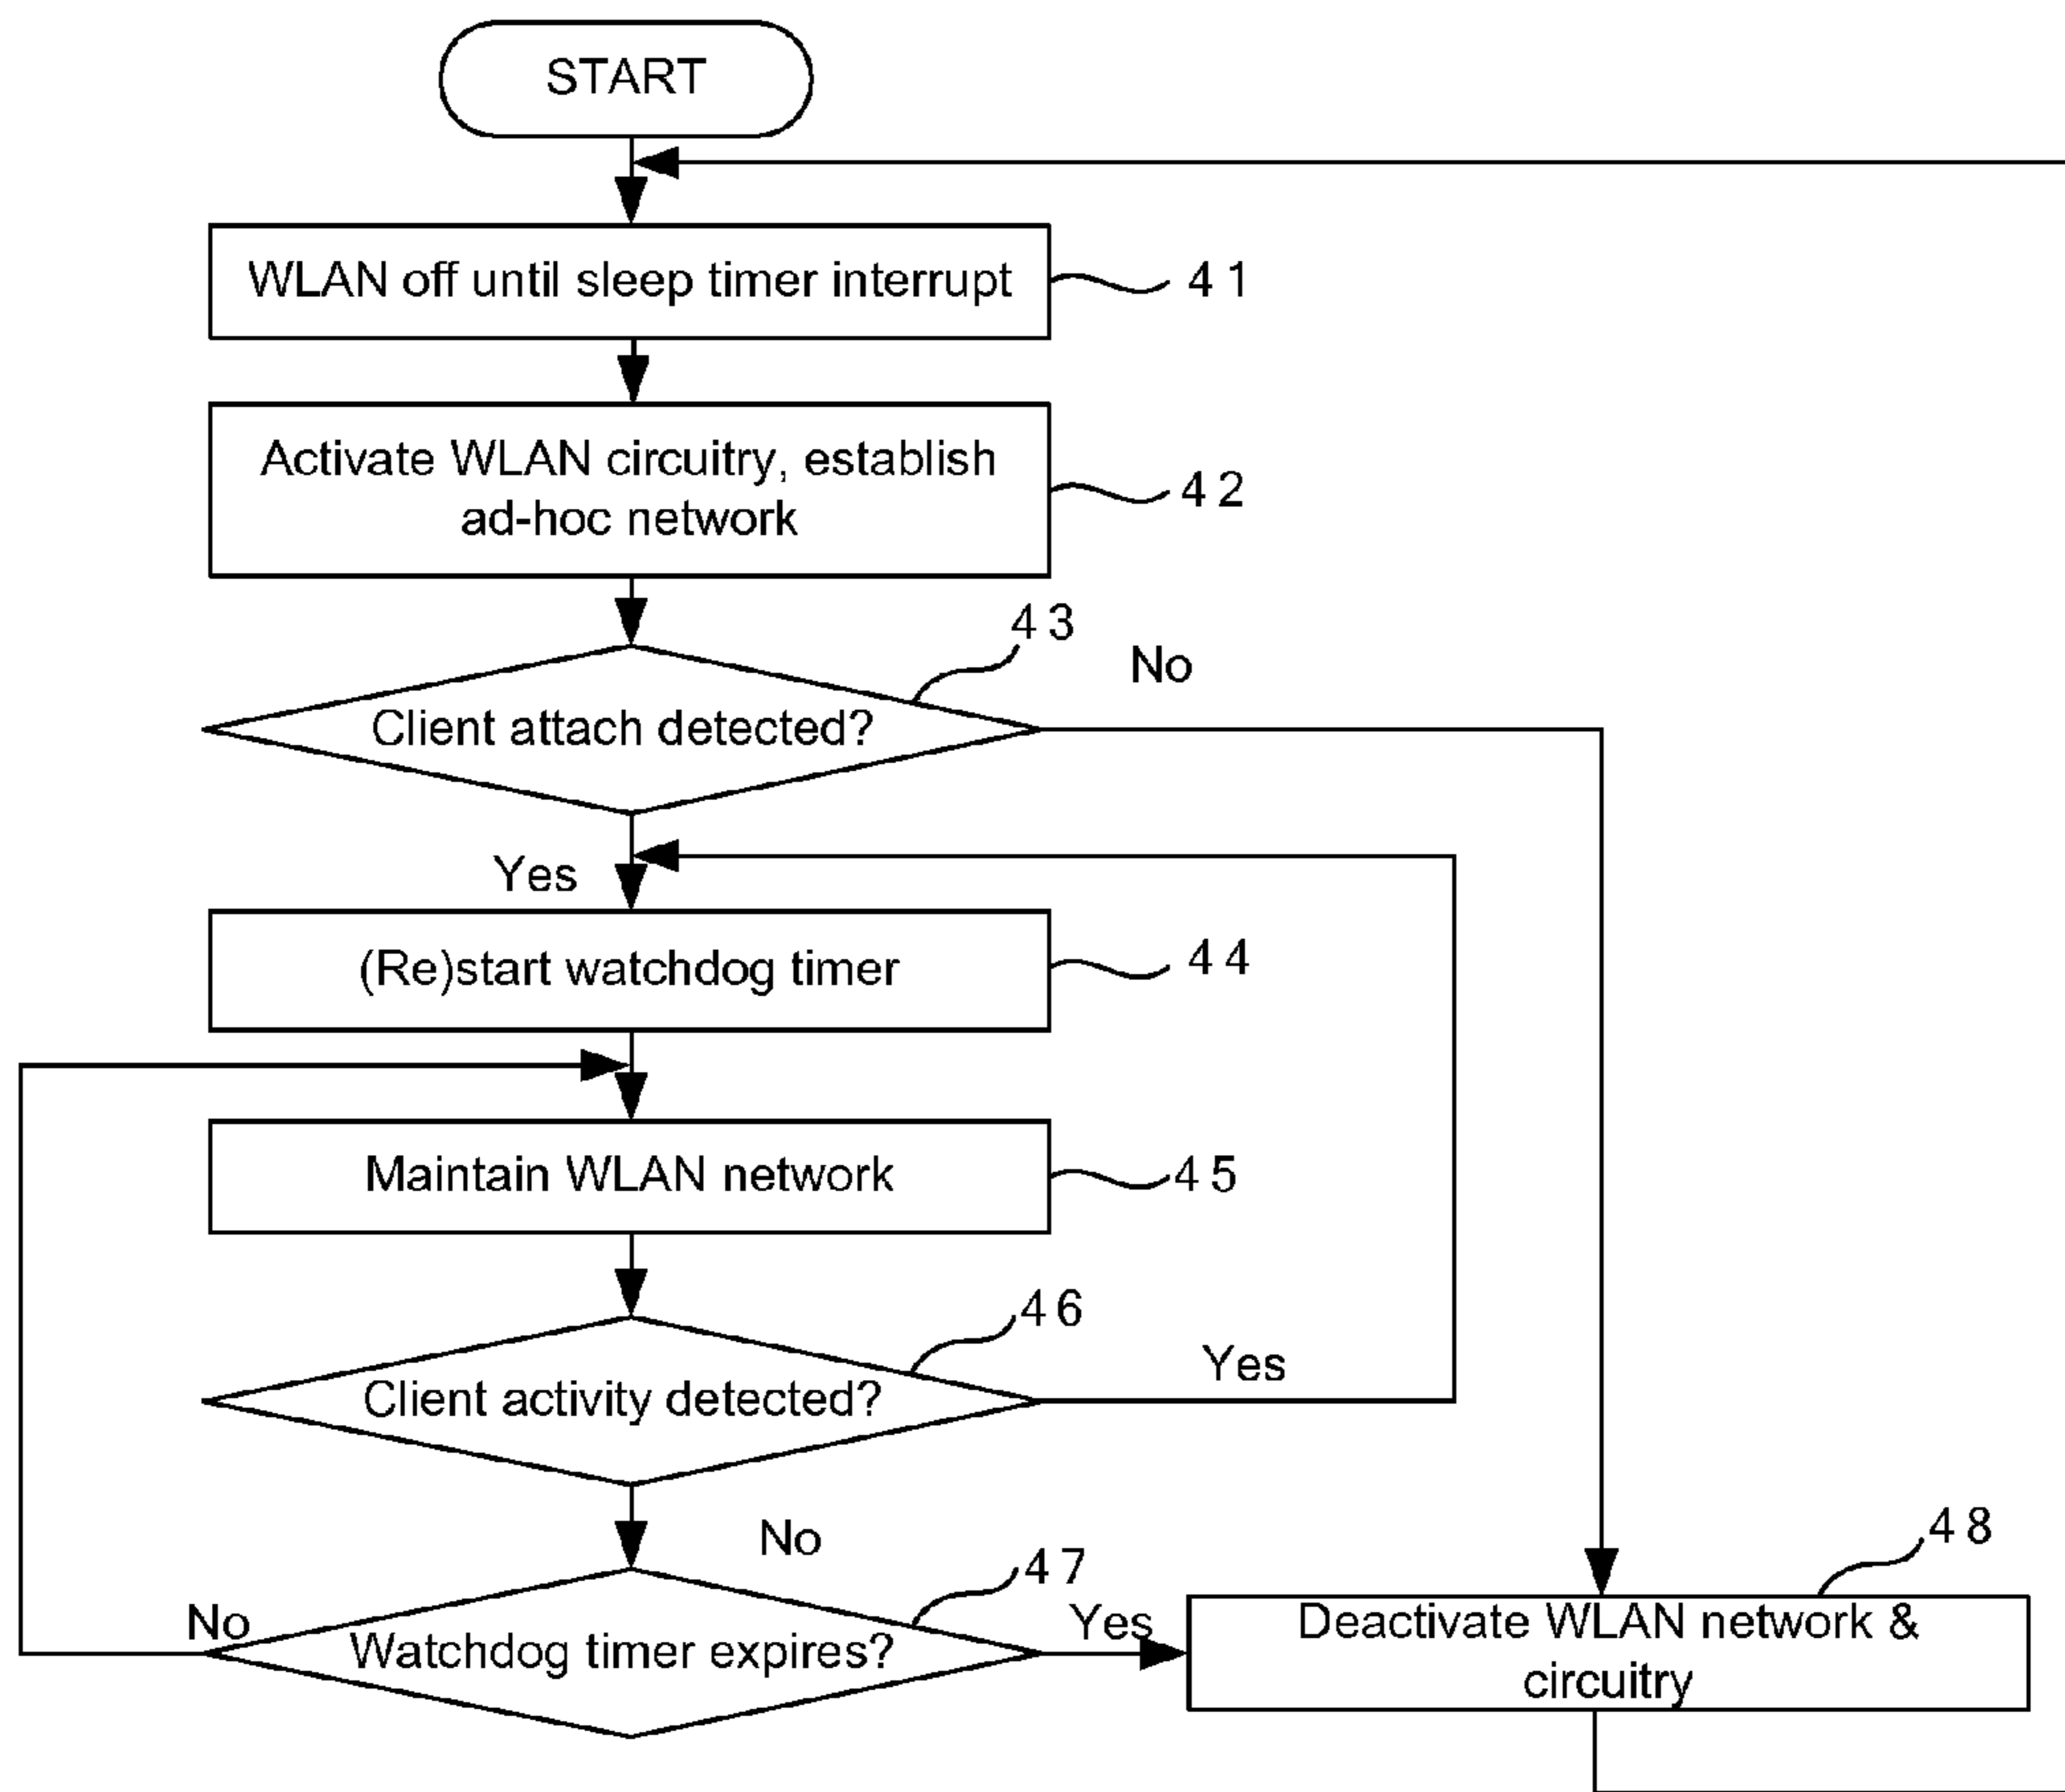 START
WLAN off until sleep timer interrupt
41
Activate WLAN circuitry, establish
ad-hoc network
42
43
No
Client attach detected?
Yes
(Re)start watchdog timer
44
Maintain WLAN network
45
46
Yes
Client activity detected?
No
47
48
No
Watchdog timer expires?
Yes
Deactivate WLAN network &
circuitry